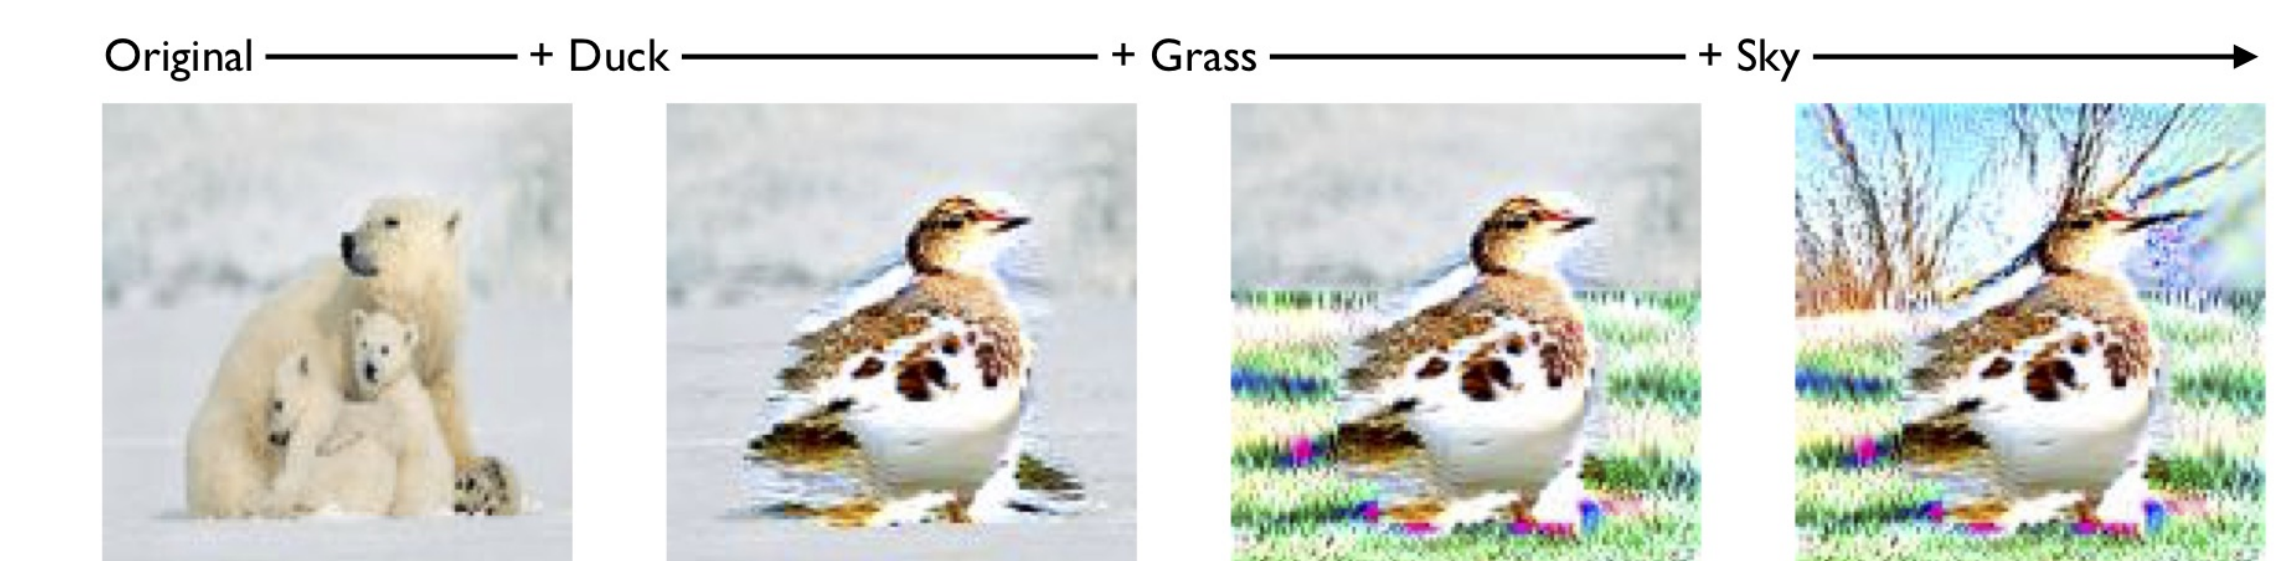 Original + Duck + Grass + Sky